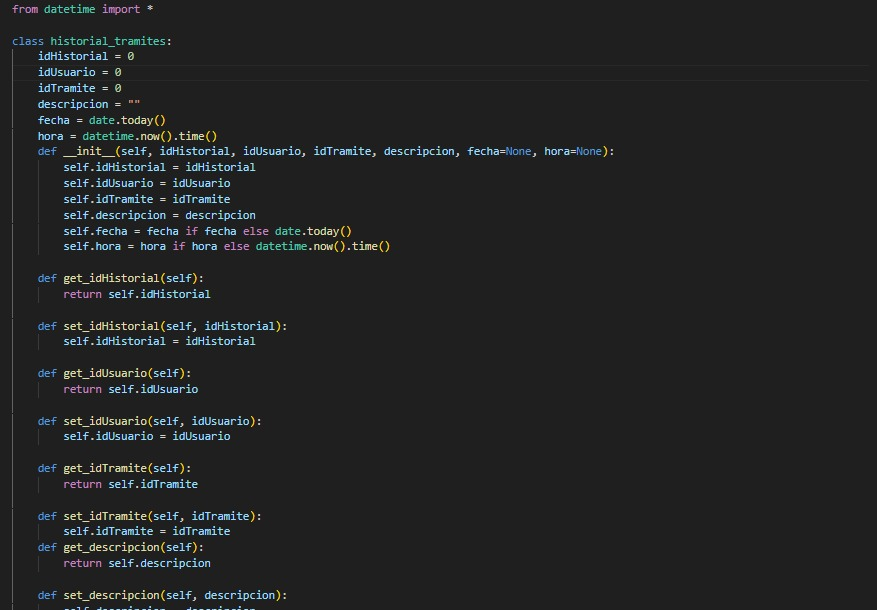 from datetime import *
class historial_tramites:
idHistorial = 0
idUsuario = 0
idTramite = 0
descripcion = ""
fecha = date.today()
hora = datetime.now().time()
def __init__(self, idHistorial, idUsuario, idTramite, descripcion, fecha=None, hora=None):
self.idHistorial = idHistorial
self.idUsuario = idUsuario
self.idTramite = idTramite
self.descripcion = descripcion
self.fecha = fecha if fecha else date.today()
self.hora = hora if hora else datetime.now().time()
def get_idHistorial(self):
return self.idHistorial
def set_idHistorial(self, idHistorial):
self.idHistorial = idHistorial
def get_idUsuario(self):
return self.idUsuario
def set_idUsuario(self, idUsuario):
self.idUsuario = idUsuario
def get_idTramite(self):
return self.idTramite
def set_idTramite(self, idTramite):
self.idTramite = idTramite
def get_descripcion(self):
return self.descripcion
def set_descripcion(self, descripcion):